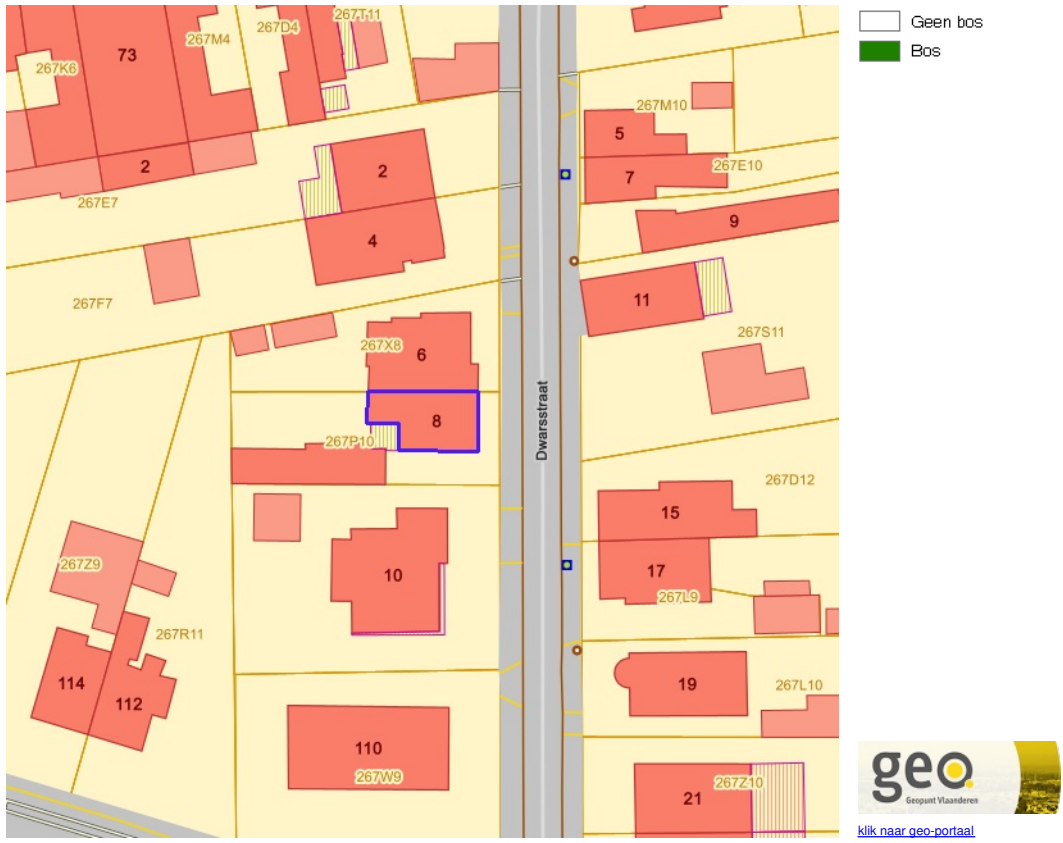 267T11
267D4
267M4
73
267K6
Geen bos
Bos
267M10
5
2
2
7
267E10
267E7
9
4
267F7
11
267S11
267X8
6
8
Dwarsstraat
267P10
267D12
15
10
17
267Z9
267L9
267R11
114
112
19
267L10
110
267W9
267Z10
21
geo.
Geopunt Vlaanderen
klik naar geo-portaal